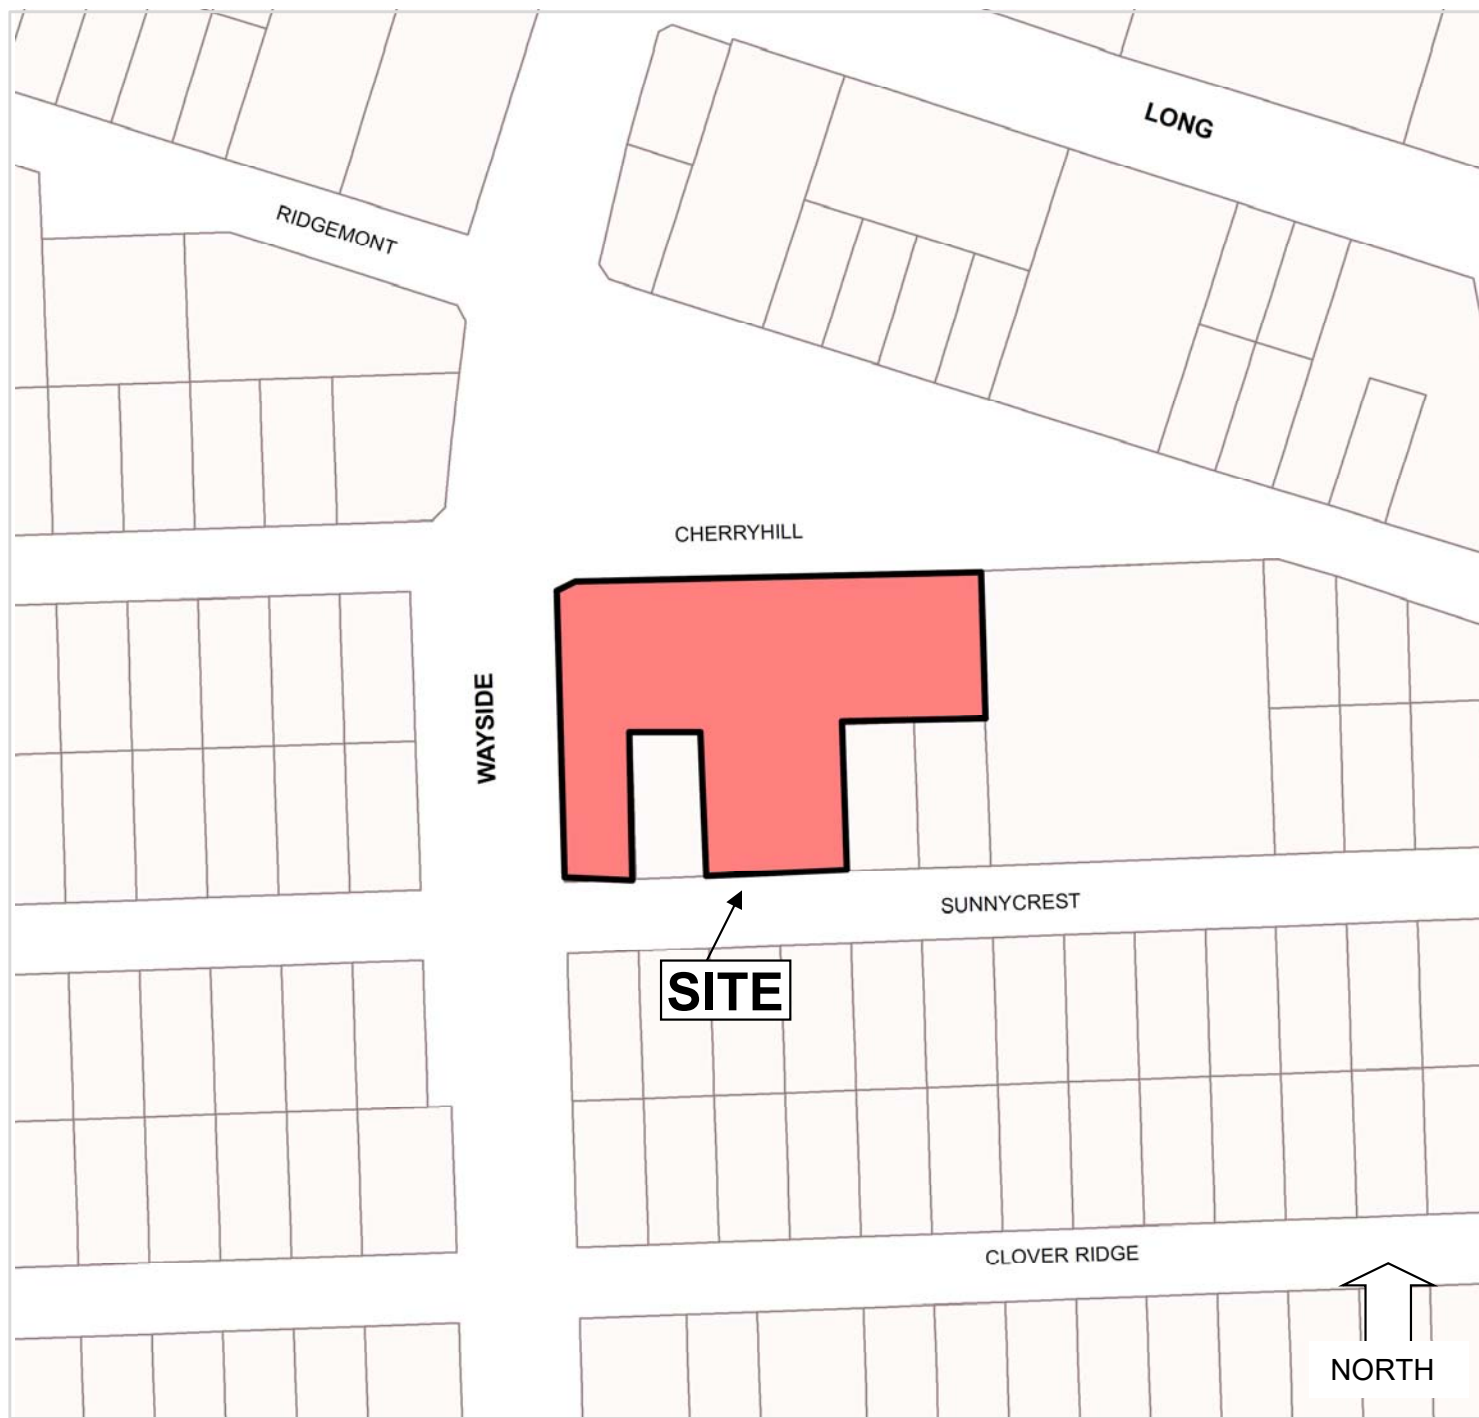 LONG
RIDGEMONT
CHERRYHILL
WAYSIDE
SUNNYCREST
SITE
CLOVER RIDGE
NORTH